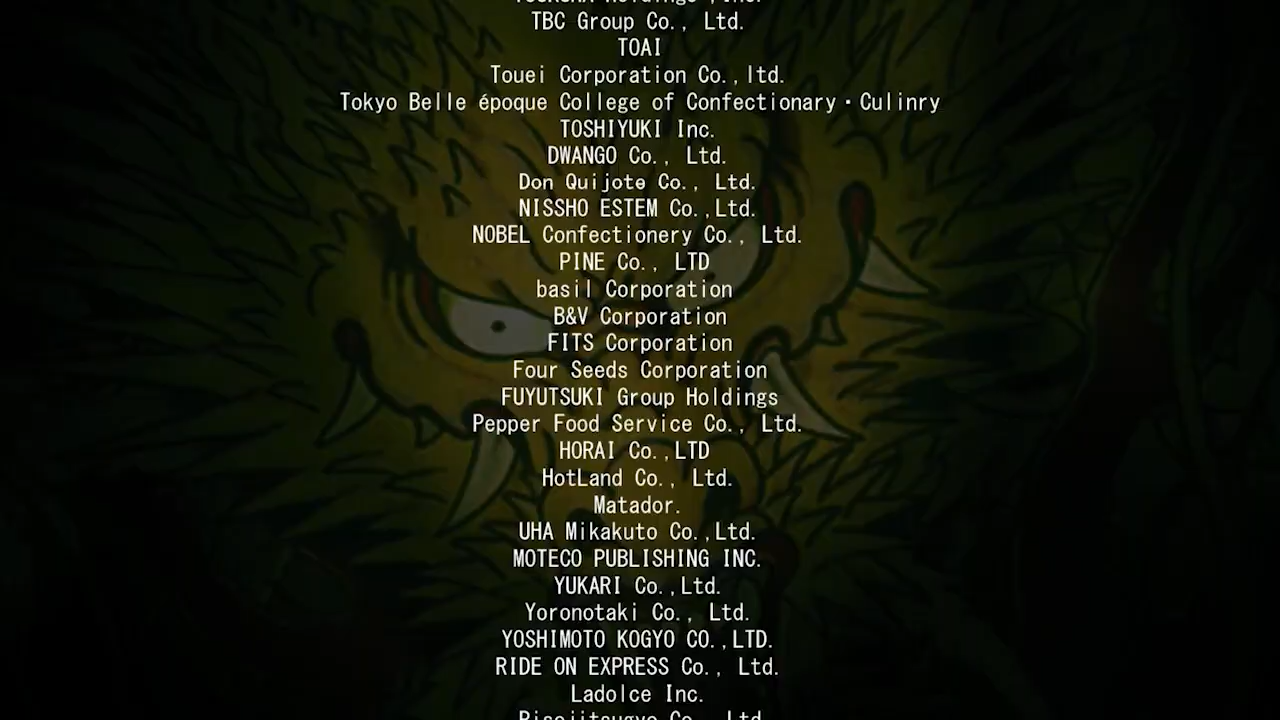 TBC Group Co., Ltd.
TOAI
Touei Corporation Co.,ltd.
Tokyo Belle époque College of Confectionary・Culinry
TOSHIYUKI Inc.
DWANGO Co., Ltd.
Don Quijote Co., Ltd.
NISSHO ESTEM Co.,Ltd.
NOBEL Confectionery Co., Ltd.
PINE Co., LTD
basil Corporation
B&V Corporation
FITS Corporation
Four Seeds Corporation
FUYUTSUKI Group Holdings
Pepper Food Service Co., Ltd.
HORAI Co.,LTD
HotLand Co., Ltd.
Matador.
UHA Mikakuto Co.,Ltd.
MOTECO PUBLISHING INC.
YUKARI Co.,Ltd.
Yoronotaki Co., Ltd.
YOSHIMOTO KOGYO CO.,LTD.
RIDE ON EXPRESS Co., Ltd.
Ladolce Inc.